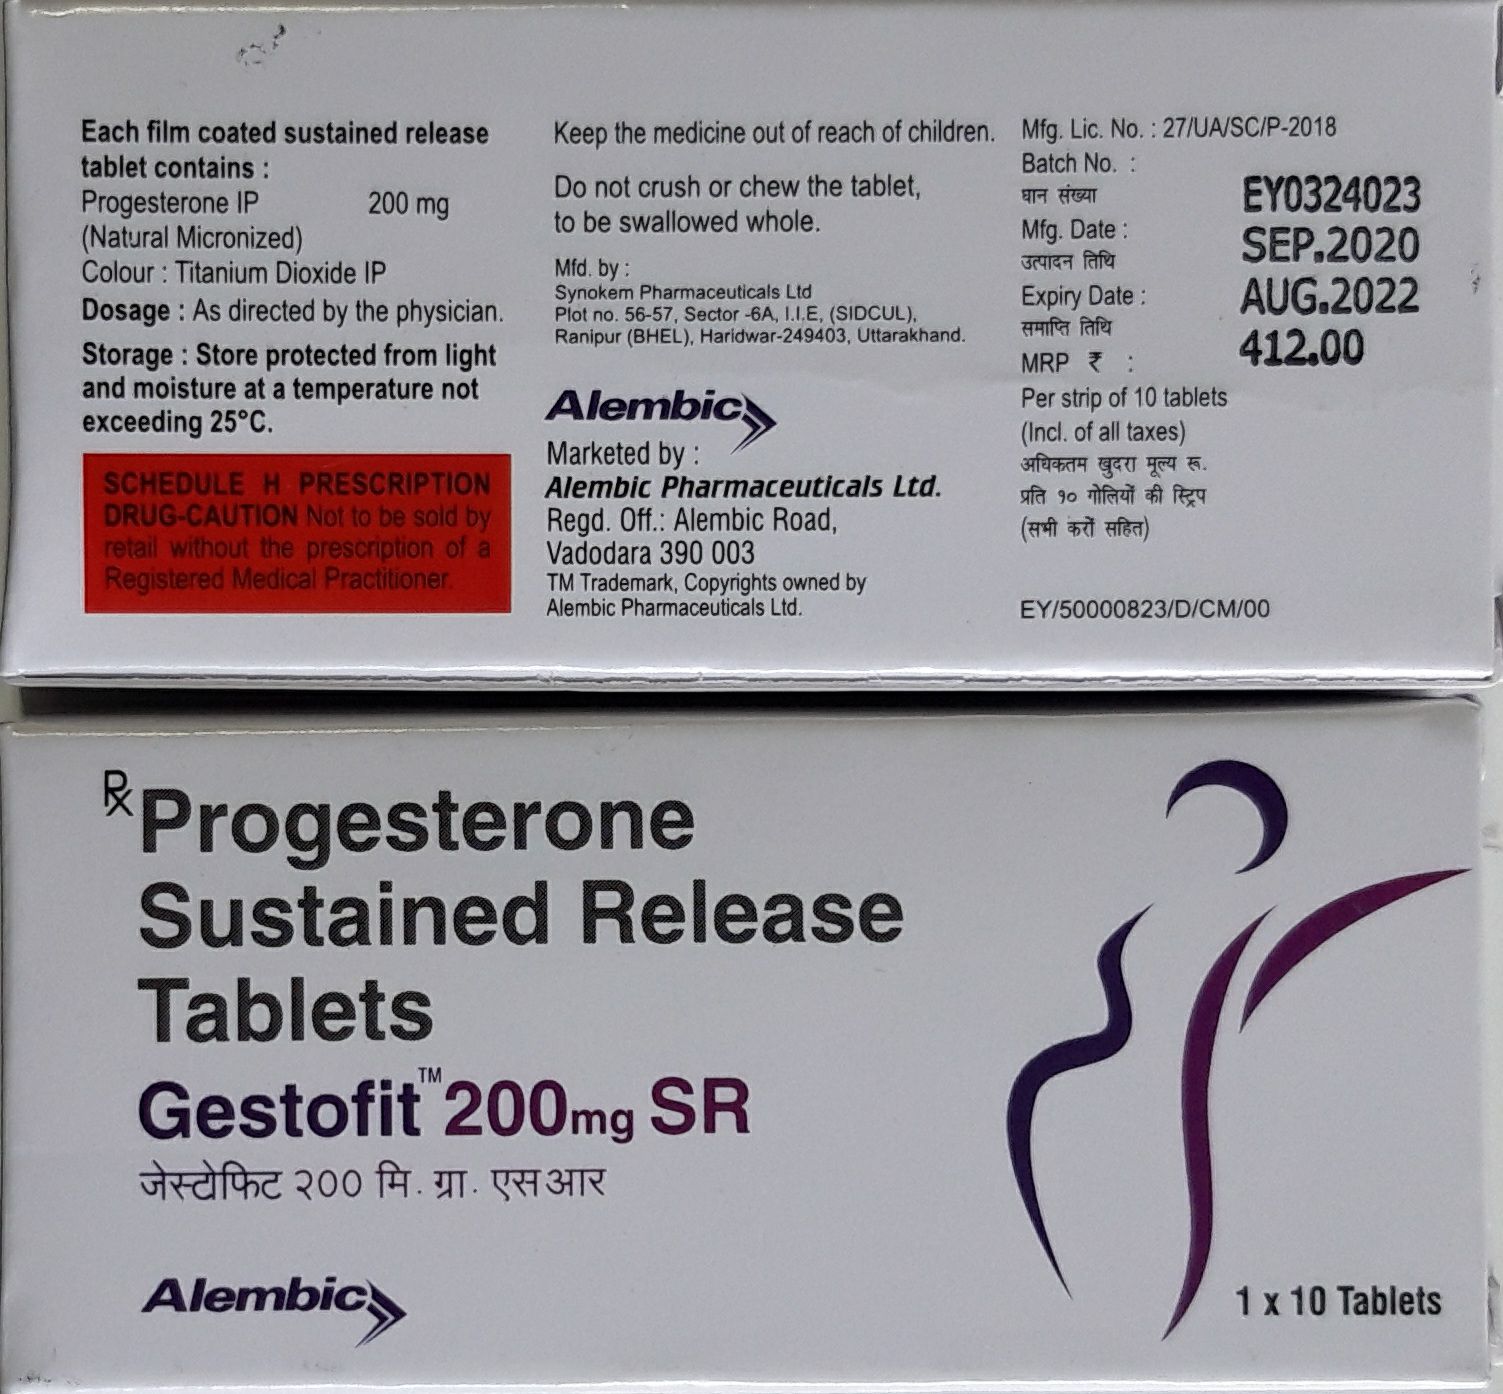 Each film coated sustained release
tablet contains :
Progesterone IP 200 mg
(Natural Micronized)
Colour : Titanium Dioxide IP
Dosage : As directed by the physician.
Storage : Store protected from light
and moisture at a temperature not
exceeding 25°C.
SCHEDULE H PRESCRIPTION
DRUG-CAUTION Not to be sold by
retail without the prescription of a
Registered Medical Practitioner.
Keep the medicine out of reach of children.
Do not crush or chew the tablet,
to be swallowed whole.
Mfd. by :
Synokem Pharmaceuticals Ltd
Plot no. 56-57, Sector -6A, I.I.E, (SIDCUL),
Ranipur (BHEL), Haridwar-249403, Uttarakhand.
Alembic
Marketed by :
Alembic Pharmaceuticals Ltd.
Regd. Off.: Alembic Road,
Vadodara 390 003
TM Trademark, Copyrights owned by
Alembic Pharmaceuticals Ltd.
Mfg. Lic. No. : 27/UA/SC/P-2018
Batch No. :
घान संख्या EY0324023
Mfg. Date : SEP.2020
उत्पादन तिथि
Expiry Date : AUG.2022
समाप्ति तिथि
MRP ₹ : 412.00
Per strip of 10 tablets
(Incl. of all taxes)
अधिकतम खुदरा मूल्य रू.
प्रति १० गोलियों की स्ट्रिप
(सभी करों सहित)
EY/50000823/D/CM/00
Rx Progesterone
Sustained Release
Tablets
Gestofit™ 200mg SR
जेस्टोफिट २०० मि. ग्रा. एस आर
Alembic
1 x 10 Tablets